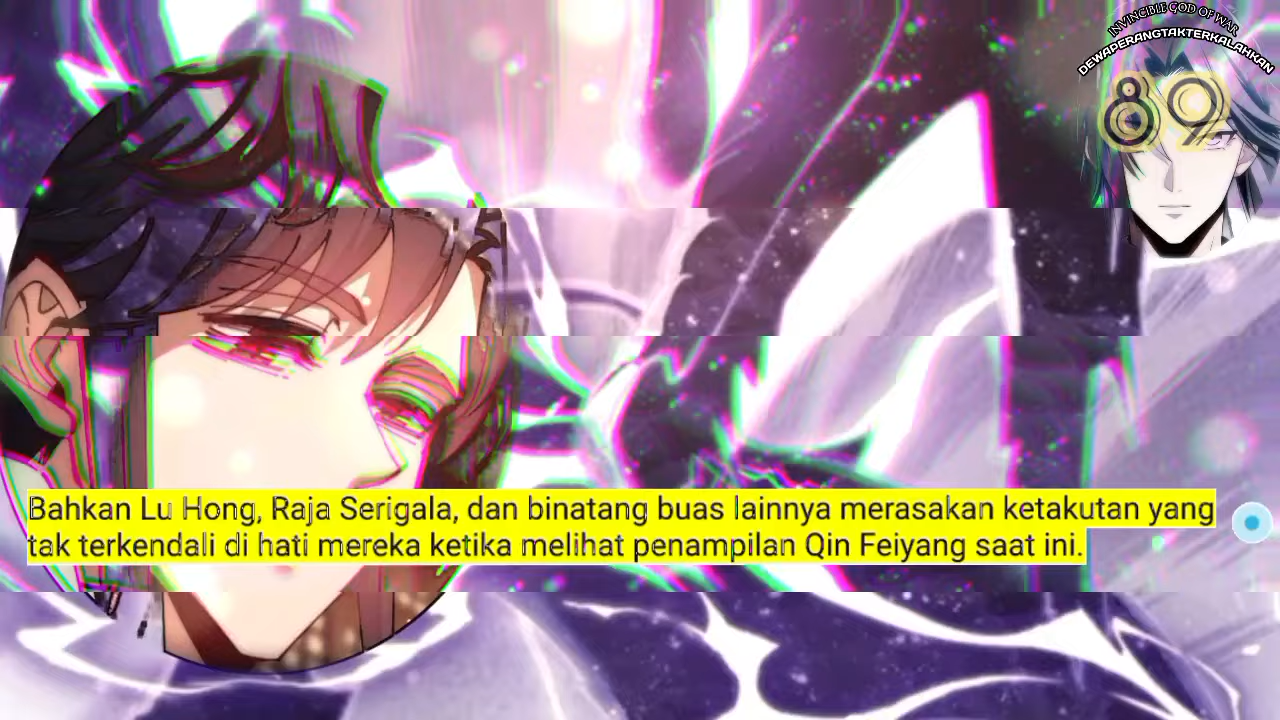 INVINCIBLE GOD OF WAR
DEWAPERANGTAKTERKALAHKAN
89
Bahkan Lu Hong, Raja Serigala, dan binatang buas lainnya merasakan ketakutan yang
tak terkendali di hati mereka ketika melihat penampilan Qin Feiyang saat ini.